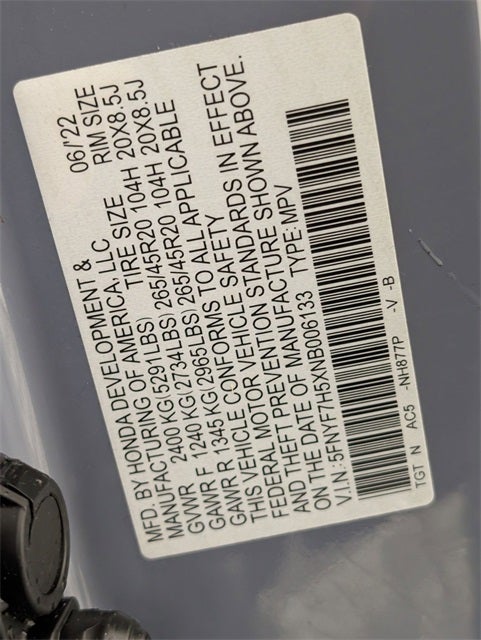 MFD. BY HONDA DEVELOPMENT & 06/'22
MANUFACTURING OF AMERICA, LLC TIRE SIZE RIM SIZE
GVWR 2400 KG(5291LBS) 265/45R20 104H 20X8.5J
GAWR F 1240 KG(2734LBS) 265/45R20 104H 20X8.5J
GAWR R 1345 KG(2965LBS)
THIS VEHICLE CONFORMS TO ALL APPLICABLE
FEDERAL MOTOR VEHICLE SAFETY
AND THEFT PREVENTION STANDARDS IN EFFECT
ON THE DATE OF MANUFACTURE SHOWN ABOVE.
V.I.N.:5FNYF7H5XNB006133 TYPE:MPV
TGT N AC5 -NH877P -V -B